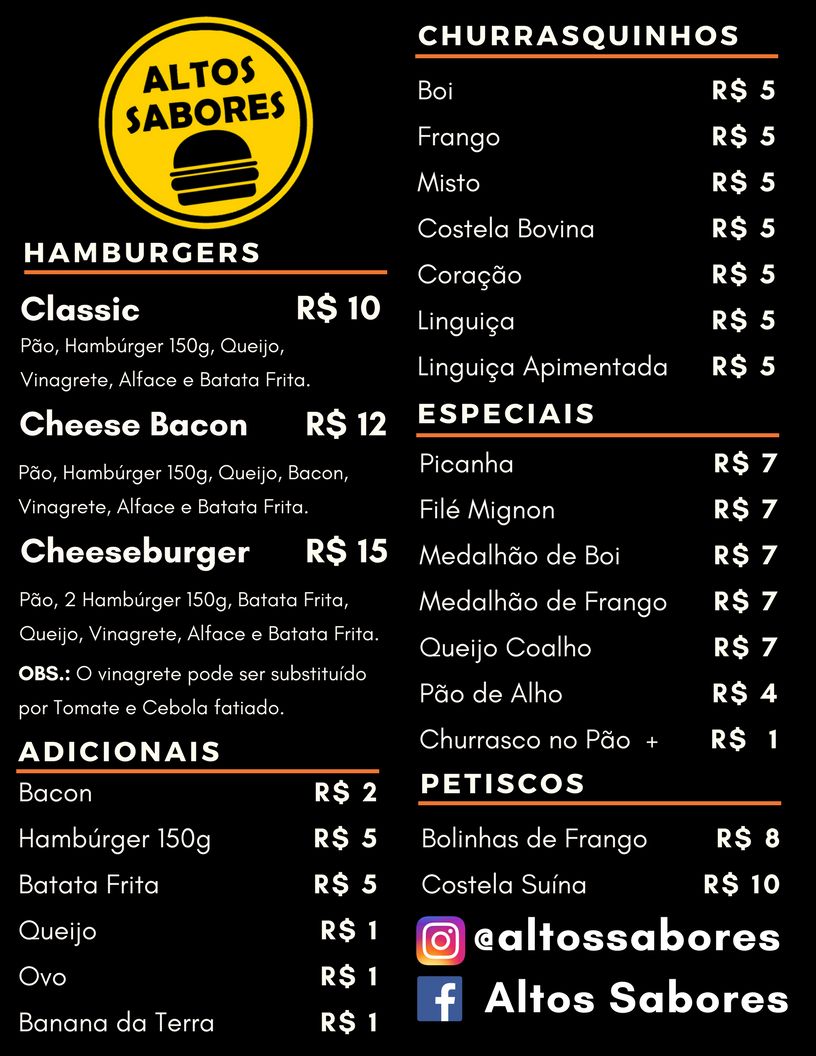 ALTOS
SABORES
HAMBURGERS
Classic R$ 10
Pão, Hambúrger 150g, Queijo,
Vinagrete, Alface e Batata Frita.
Cheese Bacon R$ 12
Pão, Hambúrger 150g, Queijo, Bacon,
Vinagrete, Alface e Batata Frita.
Cheeseburger R$ 15
Pão, 2 Hambúrger 150g, Batata Frita,
Queijo, Vinagrete, Alface e Batata Frita.
OBS.: O vinagrete pode ser substituído
por Tomate e Cebola fatiado.
ADICIONAIS
Bacon R$ 2
Hambúrger 150g R$ 5
Batata Frita R$ 5
Queijo R$ 1
Ovo R$ 1
Banana da Terra R$ 1
CHURRASQUINHOS
Boi R$ 5
Frango R$ 5
Misto R$ 5
Costela Bovina R$ 5
Coração R$ 5
Linguiça R$ 5
Linguiça Apimentada R$ 5
ESPECIAIS
Picanha R$ 7
Filé Mignon R$ 7
Medalhão de Boi R$ 7
Medalhão de Frango R$ 7
Queijo Coalho R$ 7
Pão de Alho R$ 4
Churrasco no Pão + R$ 1
PETISCOS
Bolinhas de Frango R$ 8
Costela Suína R$ 10
@altossabores
Altos Sabores